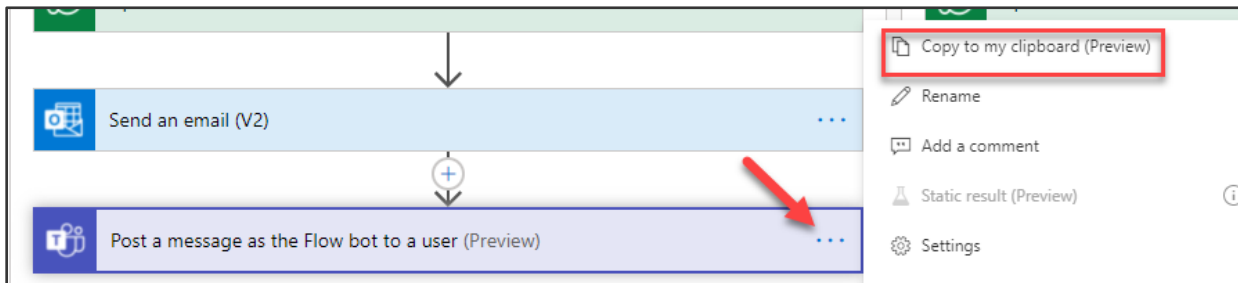 Copy to my clipboard (Preview)
Rename
Send an email (V2)
Add a comment
Static result (Preview)
Post a message as the Flow bot to a user (Preview)
Settings